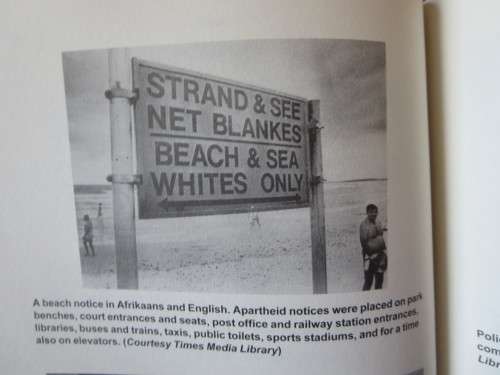 STRAND & SEE
NET BLANKES
BEACH & SEA
WHITES ONLY
A beach notice in Afrikaans and English. Apartheid notices were placed on park
benches, court entrances and seats, post office and railway station entrances,
libraries, buses and trains, taxis, public toilets, sports stadiums, and for a time
also on elevators. (Courtesy Times Media Library)
Polic
com
Libr